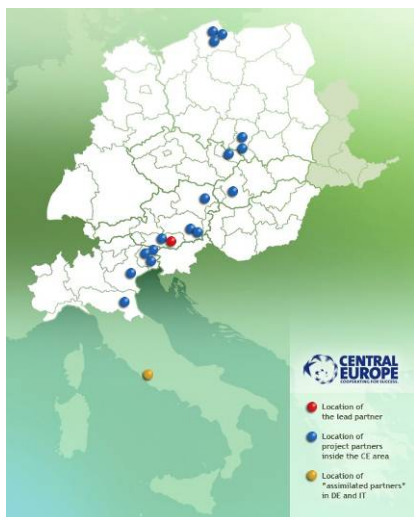 CENTRAL
EUROPE
COOPERATING FOR SUCCESS.
Location of
the lead partner
Location of
project partners
inside the CE area
Location of
"assimilated partners"
in DE and IT